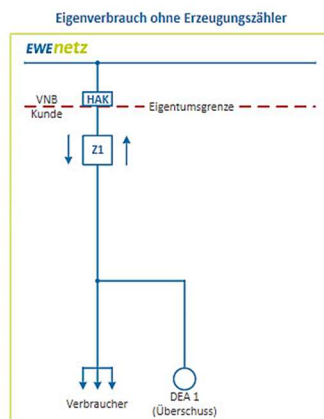 Eigenverbrauch ohne Erzeugungszähler
EWEnetz
HAK
VNB
Eigentumsgrenze
Kunde
Z1
Verbraucher
DEA 1
(Überschuss)